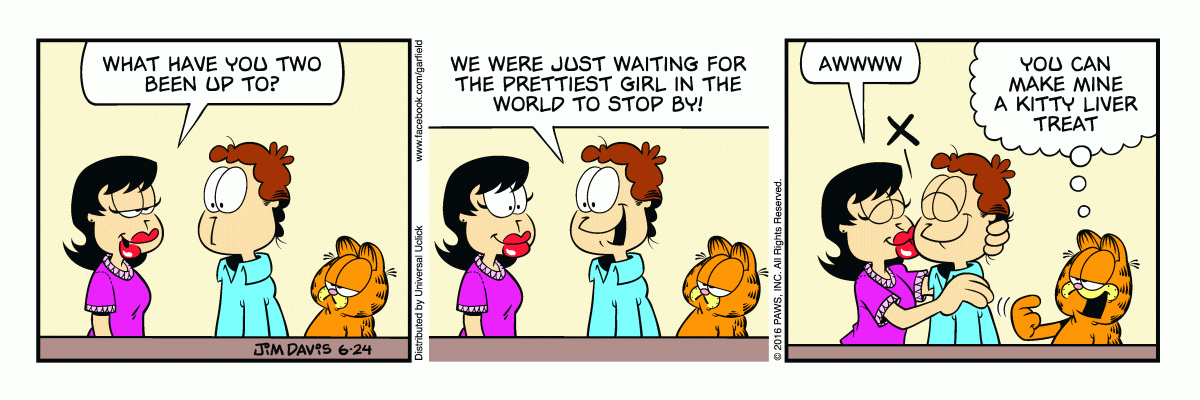 WHAT HAVE YOU TWO
BEEN UP TO?
JIM DAVIS 6-24
www.facebook.com/garfield
Distributed by Universal Uclick
WE WERE JUST WAITING FOR
THE PRETTIEST GIRL IN THE
WORLD TO STOP BY!
© 2016 PAWS, INC. All Rights Reserved.
AWWWW
X
YOU CAN
MAKE MINE
A KITTY LIVER
TREAT